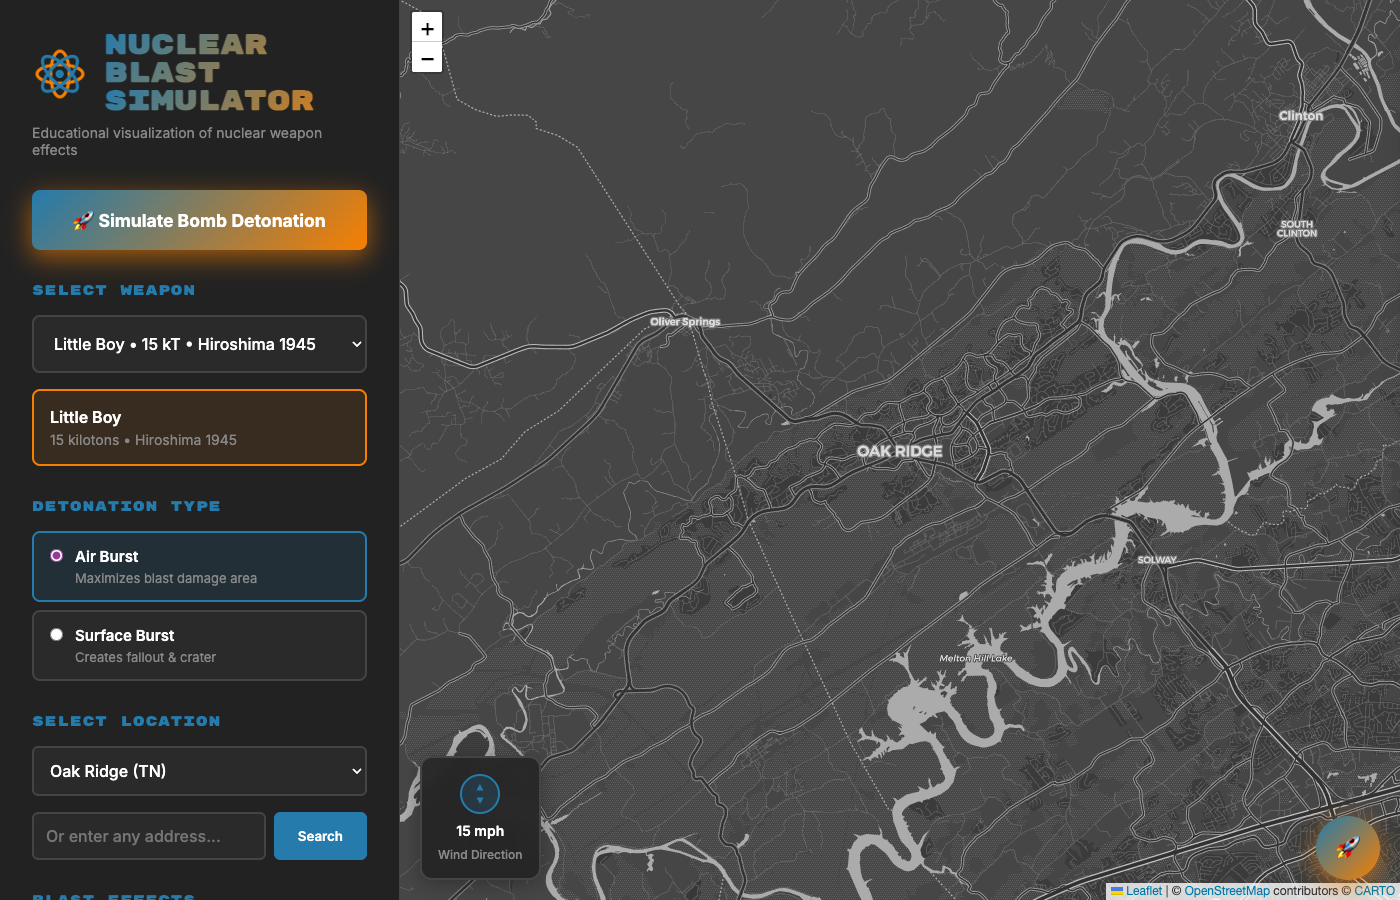 NUCLEAR
BLAST
SIMULATOR
Educational visualization of nuclear weapon
effects
🚀 Simulate Bomb Detonation
SELECT WEAPON
Little Boy • 15 kT • Hiroshima 1945
Little Boy
15 kilotons • Hiroshima 1945
DETONATION TYPE
Air Burst
Maximizes blast damage area
Surface Burst
Creates fallout & crater
SELECT LOCATION
Oak Ridge (TN)
Or enter any address...
Search
BLAST EFFECTS
+
−
Clinton
SOUTH
CLINTON
Oliver Springs
OAK RIDGE
SOLWAY
Melton Hill Lake
15 mph
Wind Direction
Leaflet | © OpenStreetMap contributors © CARTO